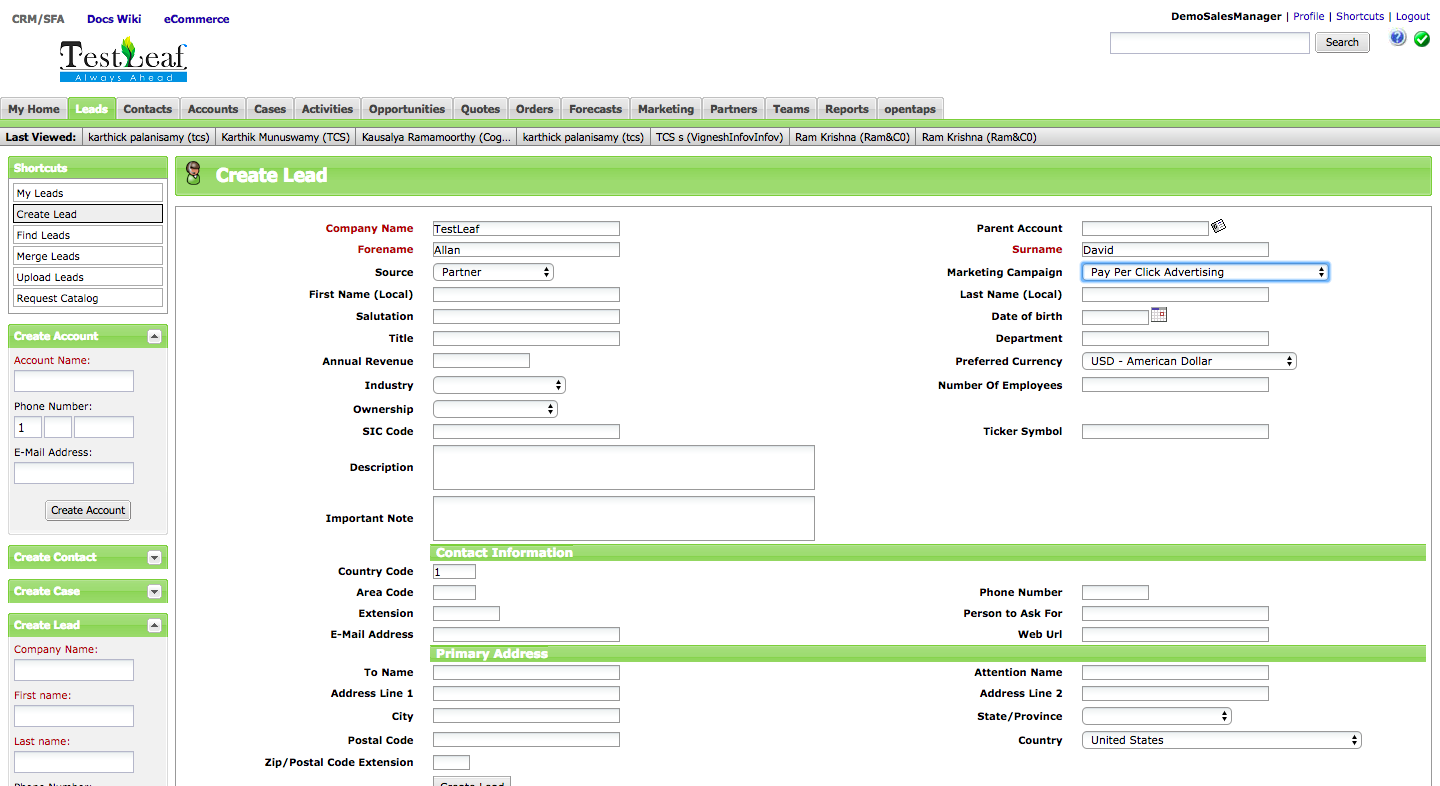 CRM/SFA Docs Wiki eCommerce
DemoSalesManager | Profile | Shortcuts | Logout
TestLeaf
Always Ahead
Search
My Home Leads Contacts Accounts Cases Activities Opportunities Quotes Orders Forecasts Marketing Partners Teams Reports opentaps
Last Viewed: karthick palanisamy (tcs) Karthik Munuswamy (TCS) Kausalya Ramamoorthy (Cog... karthick palanisamy (tcs) TCS s (VigneshInfovInfov) Ram Krishna (Ram&C0) Ram Krishna (Ram&C0)
Shortcuts
My Leads
Create Lead
Find Leads
Merge Leads
Upload Leads
Request Catalog
Create Account
Account Name:
Phone Number:
1
E-Mail Address:
Create Account
Create Contact
Create Case
Create Lead
Company Name:
First name:
Last name:
Phone Number:
Create Lead
Company Name TestLeaf Parent Account
Forename Allan Surname David
Source Partner Marketing Campaign Pay Per Click Advertising
First Name (Local) Last Name (Local)
Salutation Date of birth
Title Department
Annual Revenue Preferred Currency USD - American Dollar
Industry Number Of Employees
Ownership
SIC Code Ticker Symbol
Description
Important Note
Contact Information
Country Code 1
Area Code Phone Number
Extension Person to Ask For
E-Mail Address Web Url
Primary Address
To Name Attention Name
Address Line 1 Address Line 2
City State/Province
Postal Code Country United States
Zip/Postal Code Extension
Create Lead